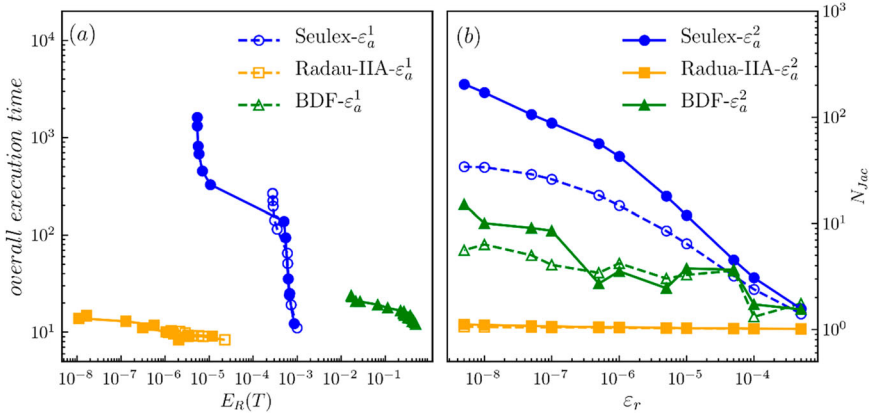 (a)
Seulex-ε_a^1
Radau-IIA-ε_a^1
BDF-ε_a^1
overall execution time
10^4
10^3
10^2
10^1
10^-8 10^-7 10^-6 10^-5 10^-4 10^-3 10^-2 10^-1
E_R(T)
(b)
Seulex-ε_a^2
Radua-IIA-ε_a^2
BDF-ε_a^2
10^3
10^2
10^1
10^0
N_Jac
10^-8 10^-7 10^-6 10^-5 10^-4
ε_r